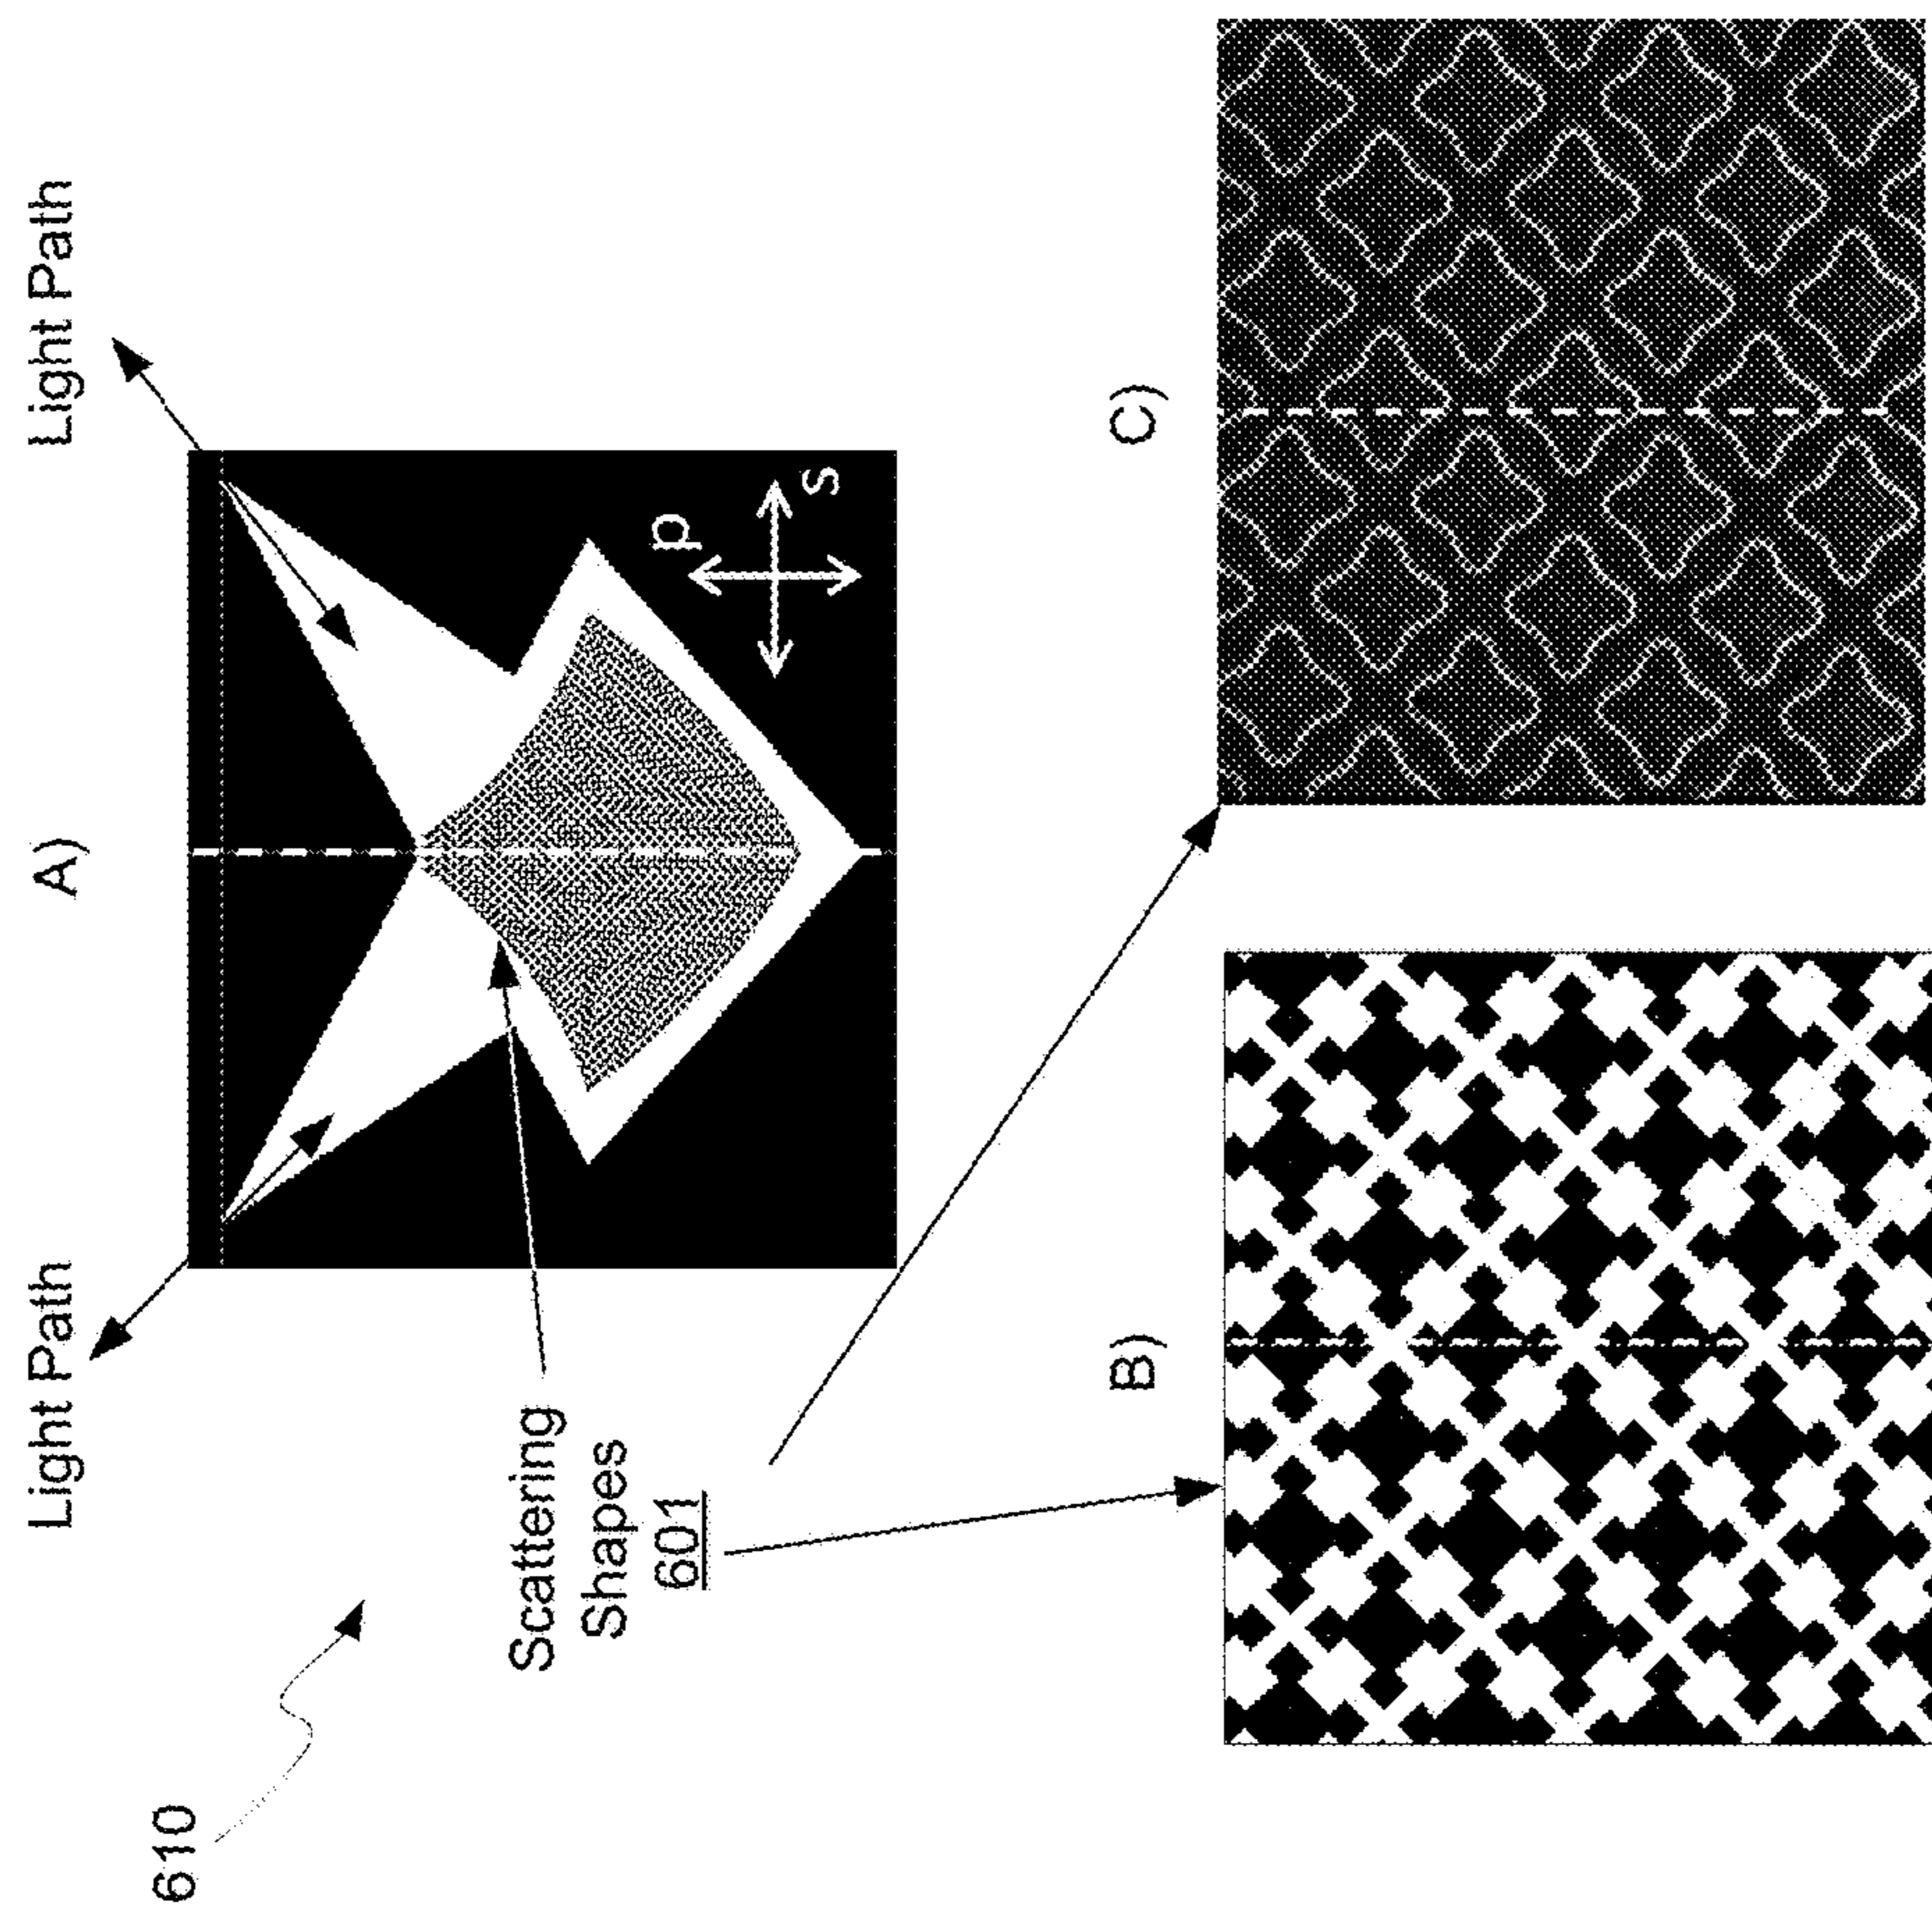 Light Path
A)
Light Path
610
Scattering
Shapes
601
p
s
B)
C)